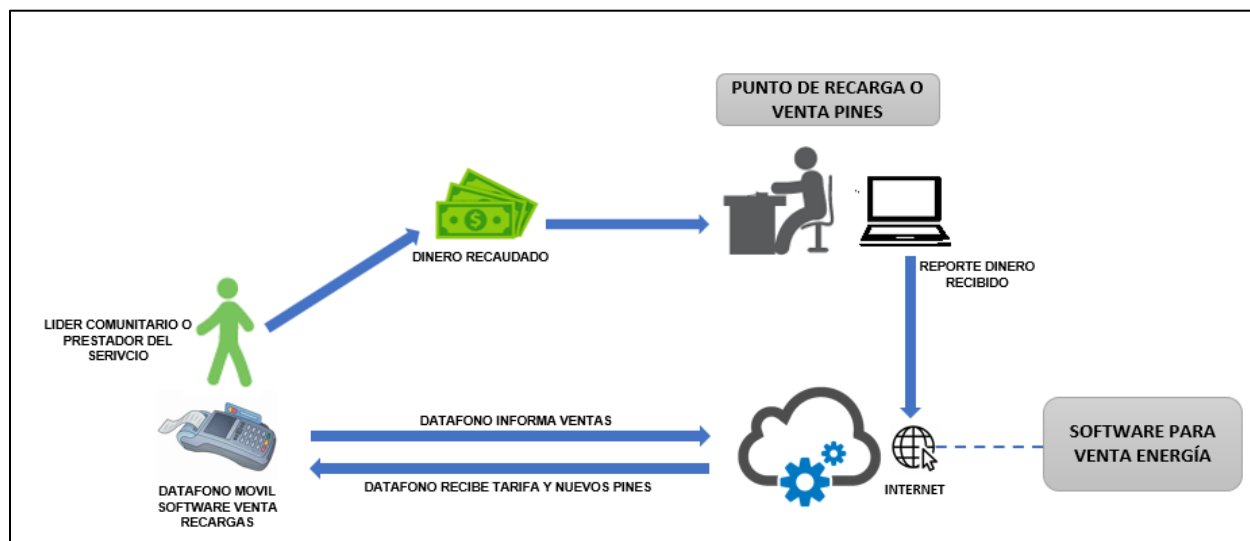 PUNTO DE RECARGA O
VENTA PINES
DINERO RECAUDADO
REPORTE DINERO
RECIBIDO
LIDER COMUNITARIO O
PRESTADOR DEL
SERIVCIO
DATAFONO INFORMA VENTAS
SOFTWARE PARA
VENTA ENERGÍA
DATAFONO RECIBE TARIFA Y NUEVOS PINES
INTERNET
DATAFONO MOVIL
SOFTWARE VENTA
RECARGAS